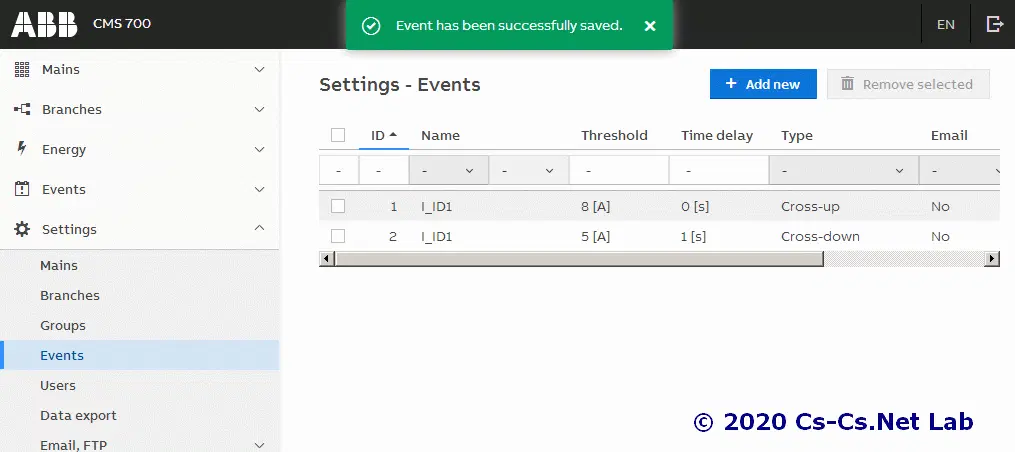 ABB CMS 700 Event has been successfully saved. × EN
Mains
Branches
Energy
Events
Settings
Mains
Branches
Groups
Events
Users
Data export
Email, FTP
Settings - Events + Add new Remove selected
ID Name Threshold Time delay Type Email
- - - - - - - -
1 I_ID1 8 [A] 0 [s] Cross-up No
2 I_ID1 5 [A] 1 [s] Cross-down No
© 2020 Cs-Cs.Net Lab